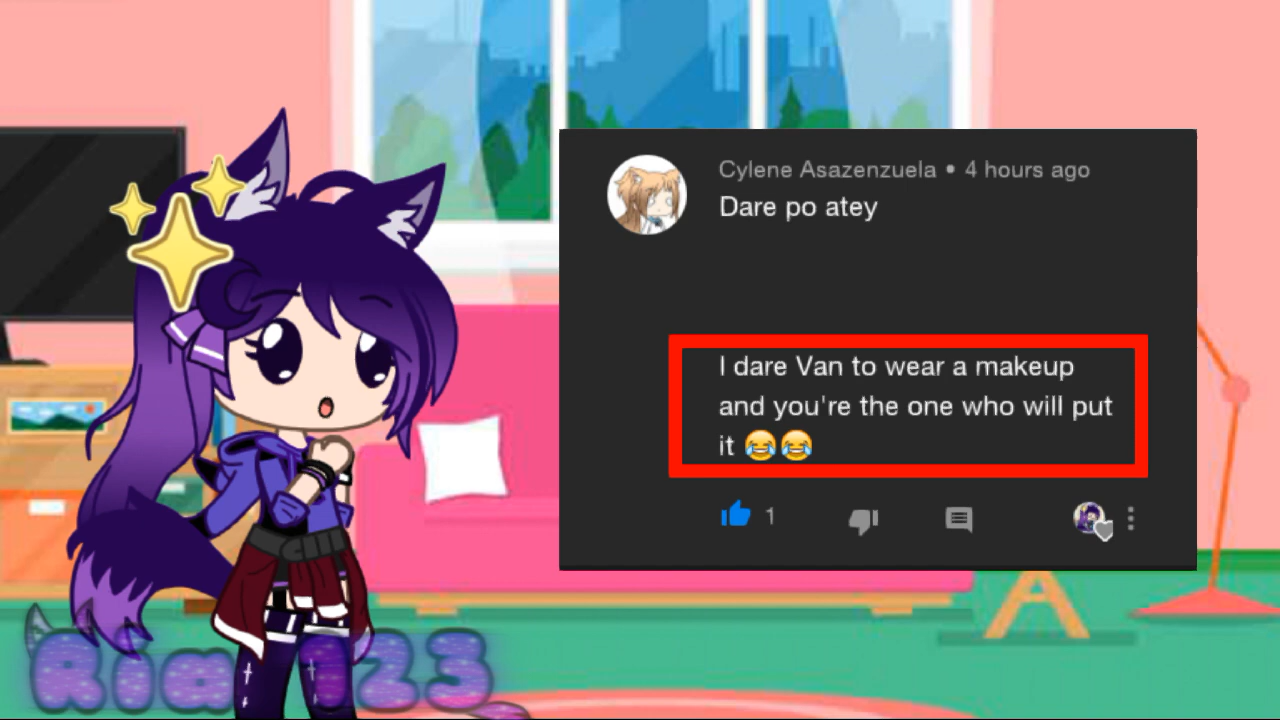 Cylene Asazenzuela • 4 hours ago
Dare po atey
I dare Van to wear a makeup
and you're the one who will put
it 😂😂
1